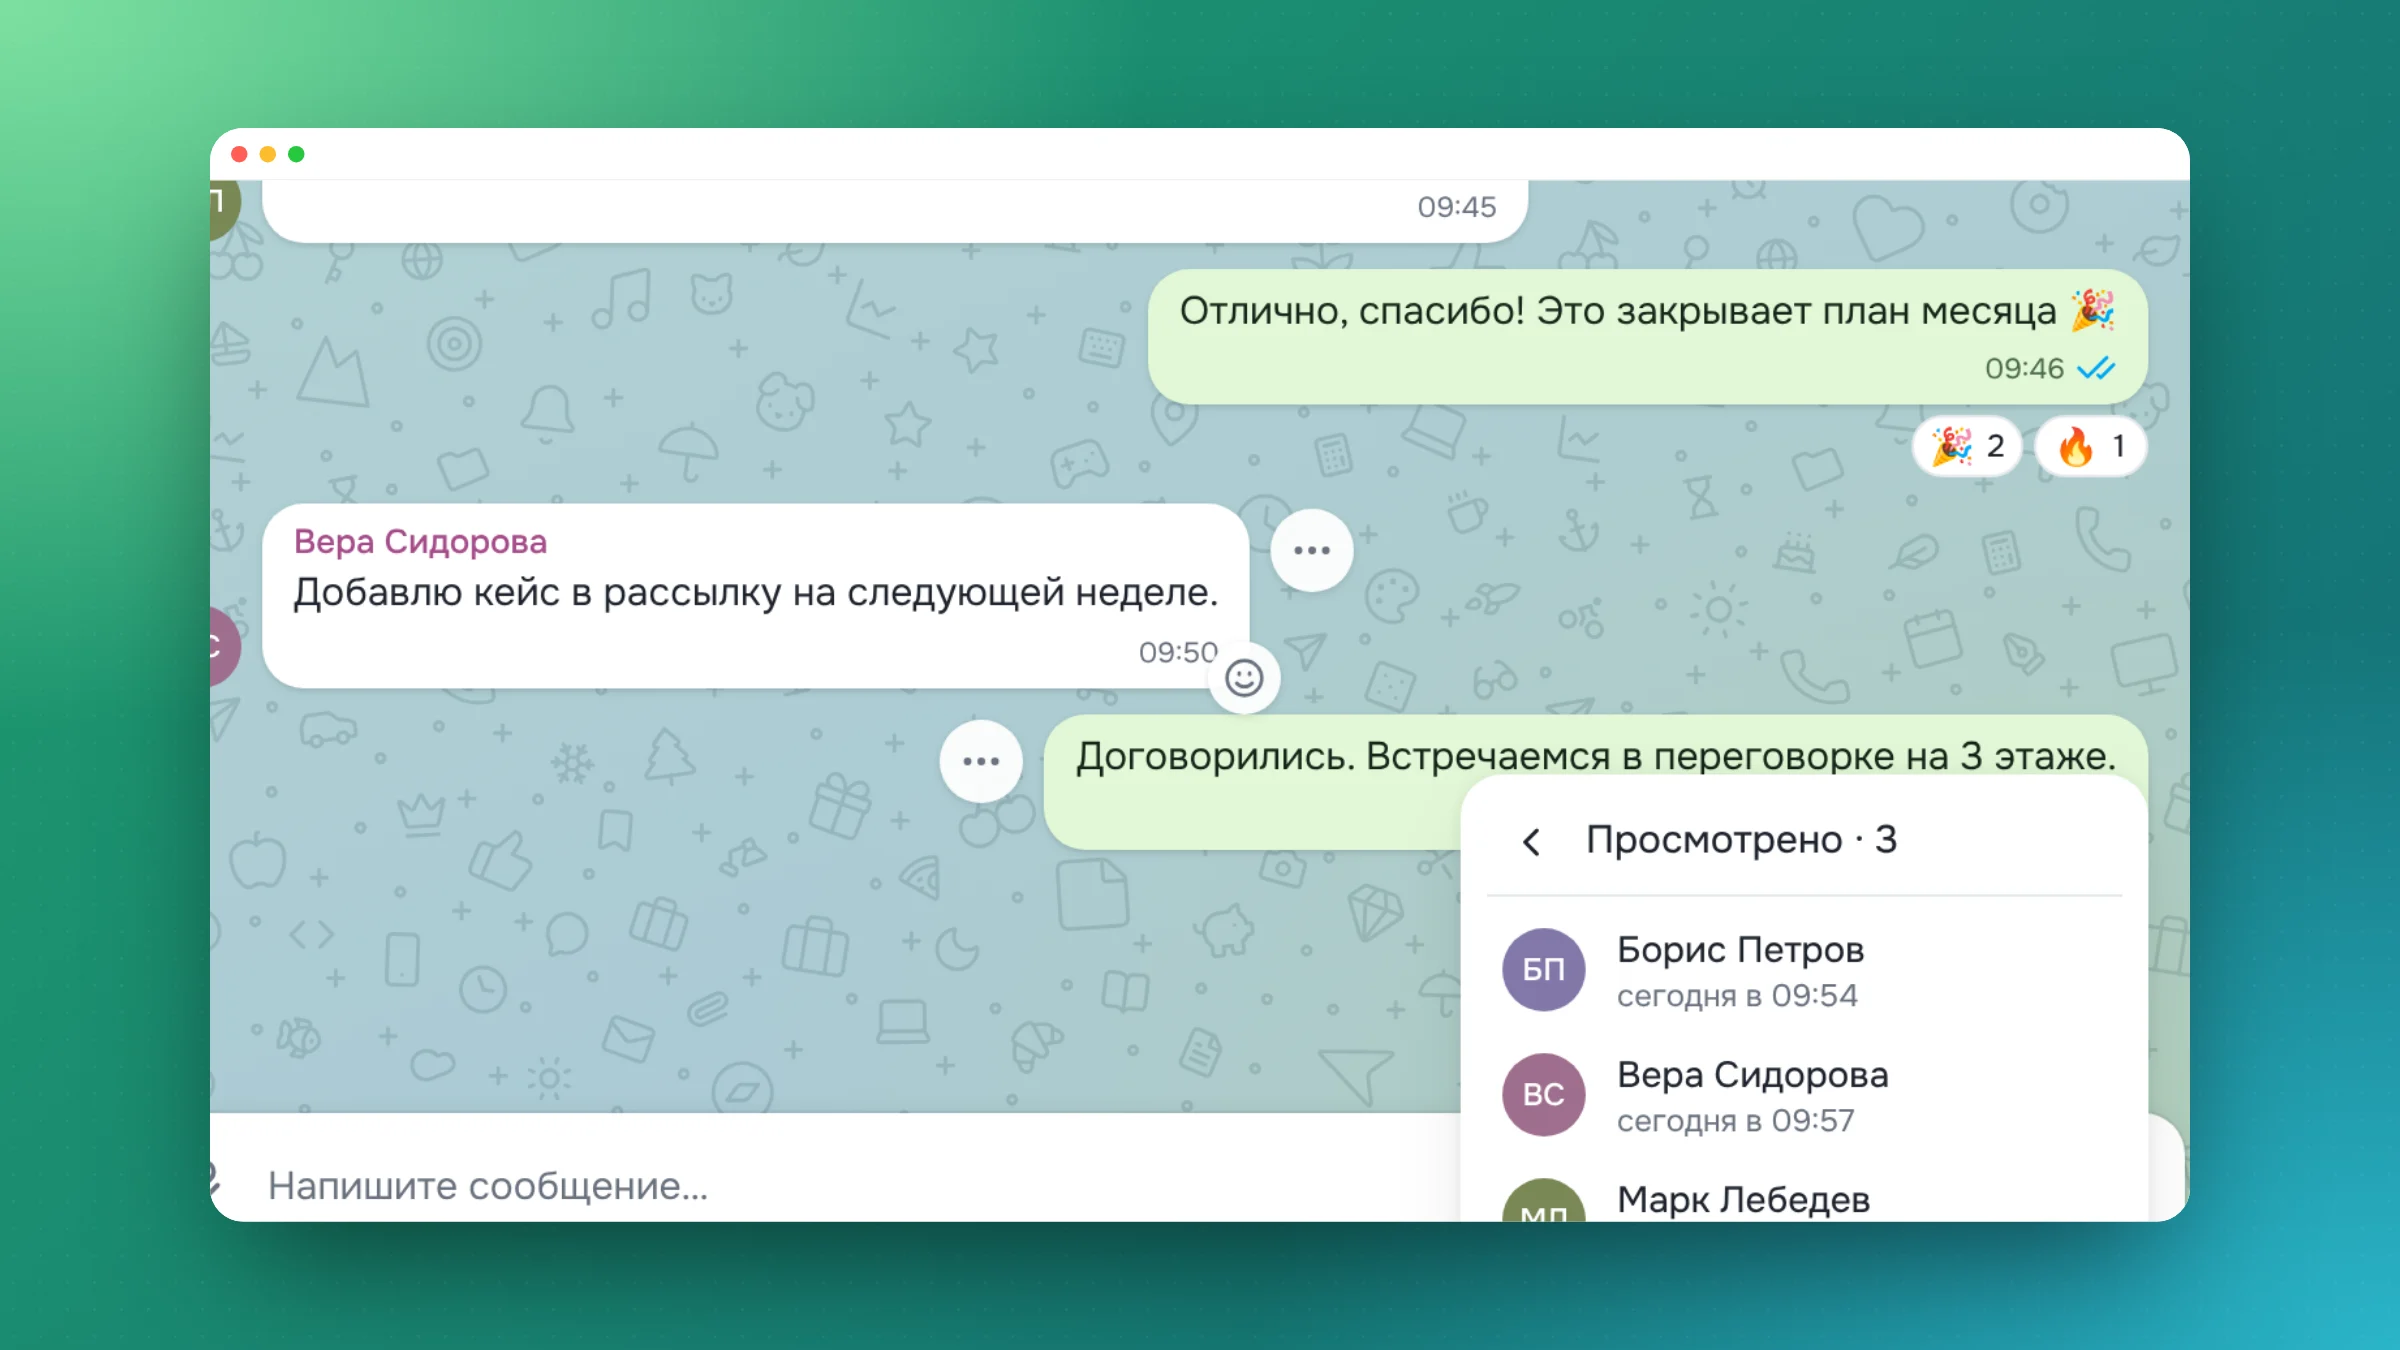 09:45
Отлично, спасибо! Это закрывает план месяца 🎉
09:46
🎉 2 🔥 1
Вера Сидорова
Добавлю кейс в рассылку на следующей неделе.
09:50
Договорились. Встречаемся в переговорке на 3 этаже.
Просмотрено · 3
БП
Борис Петров
сегодня в 09:54
ВС
Вера Сидорова
сегодня в 09:57
МЛ
Марк Лебедев
Напишите сообщение...